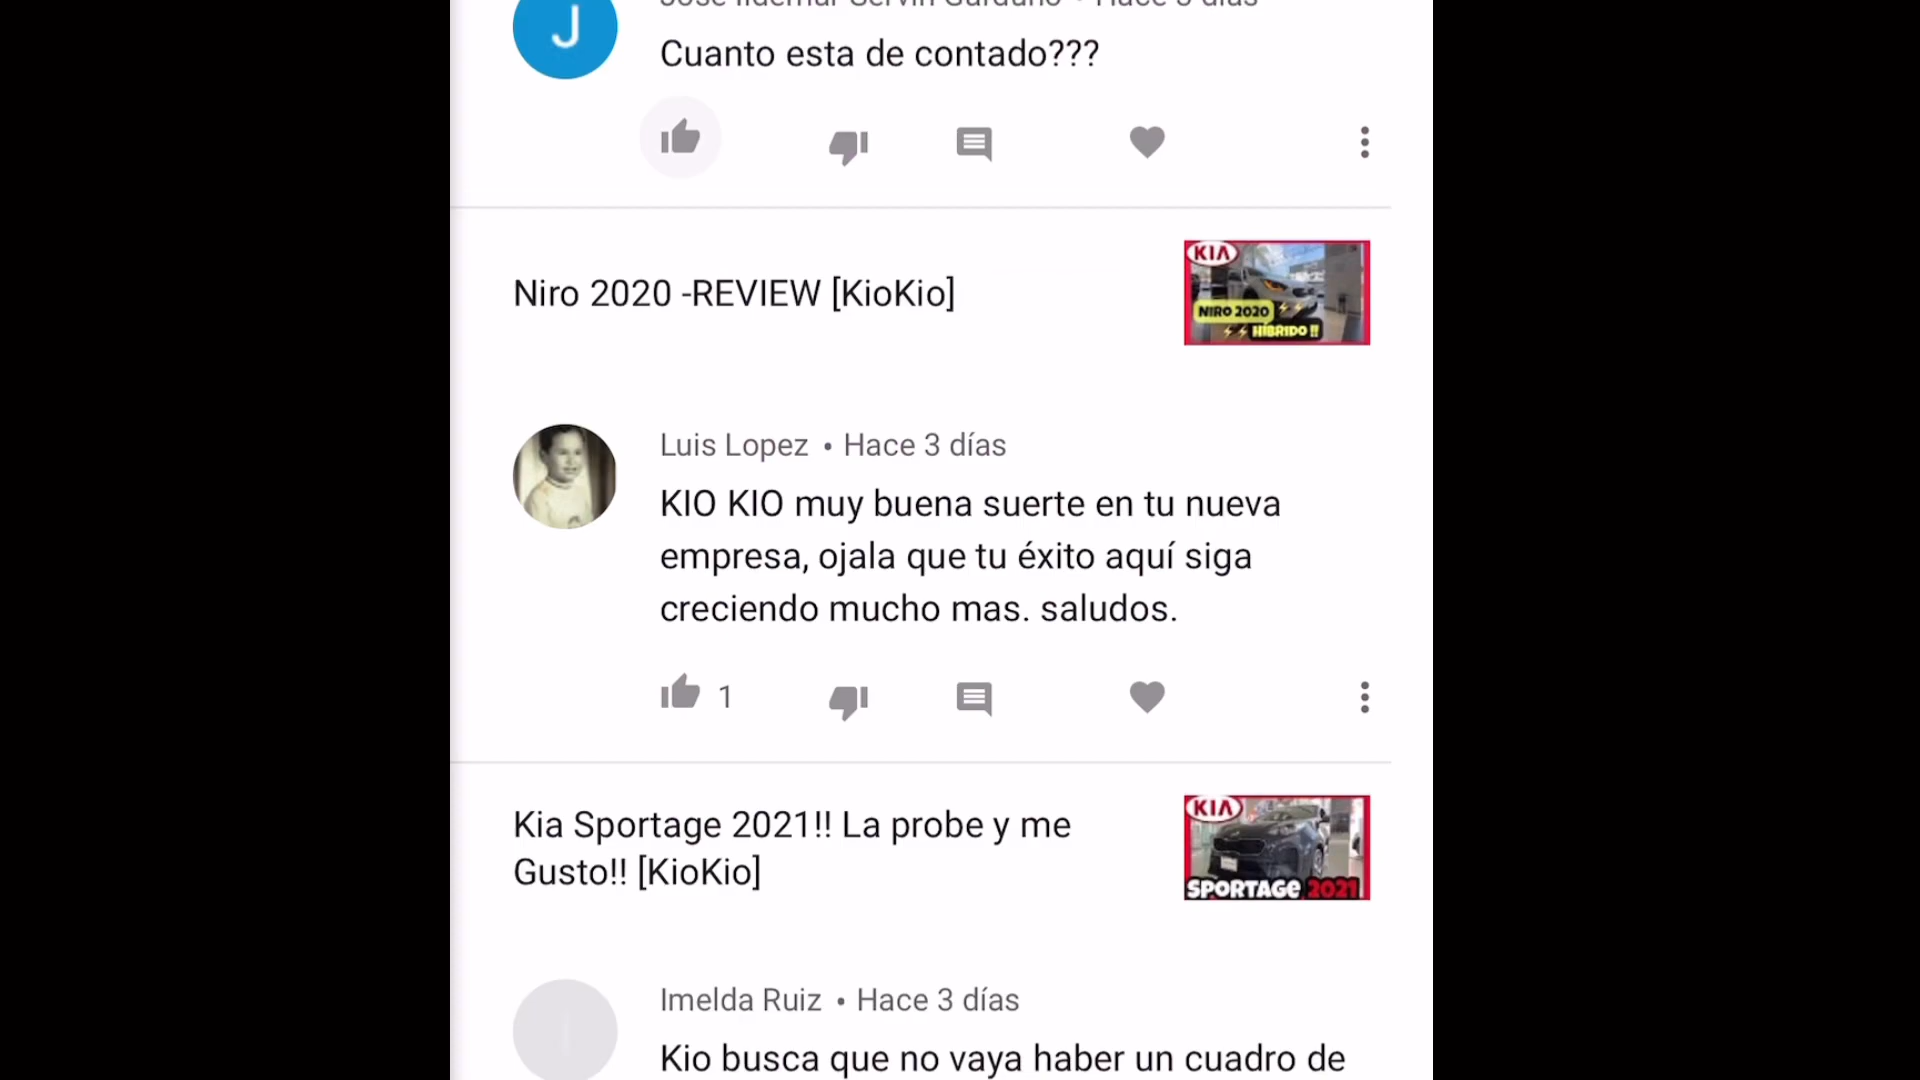 J
Cuanto esta de contado???
Niro 2020 -REVIEW [KioKio]
KIA
NIRO 2020
HÍBRIDO !!
Luis Lopez • Hace 3 días
KIO KIO muy buena suerte en tu nueva
empresa, ojala que tu éxito aquí siga
creciendo mucho mas. saludos.
1
Kia Sportage 2021!! La probe y me
Gusto!! [KioKio]
KIA
SPORTAGE 2021
Imelda Ruiz • Hace 3 días
Kio busca que no vaya haber un cuadro de